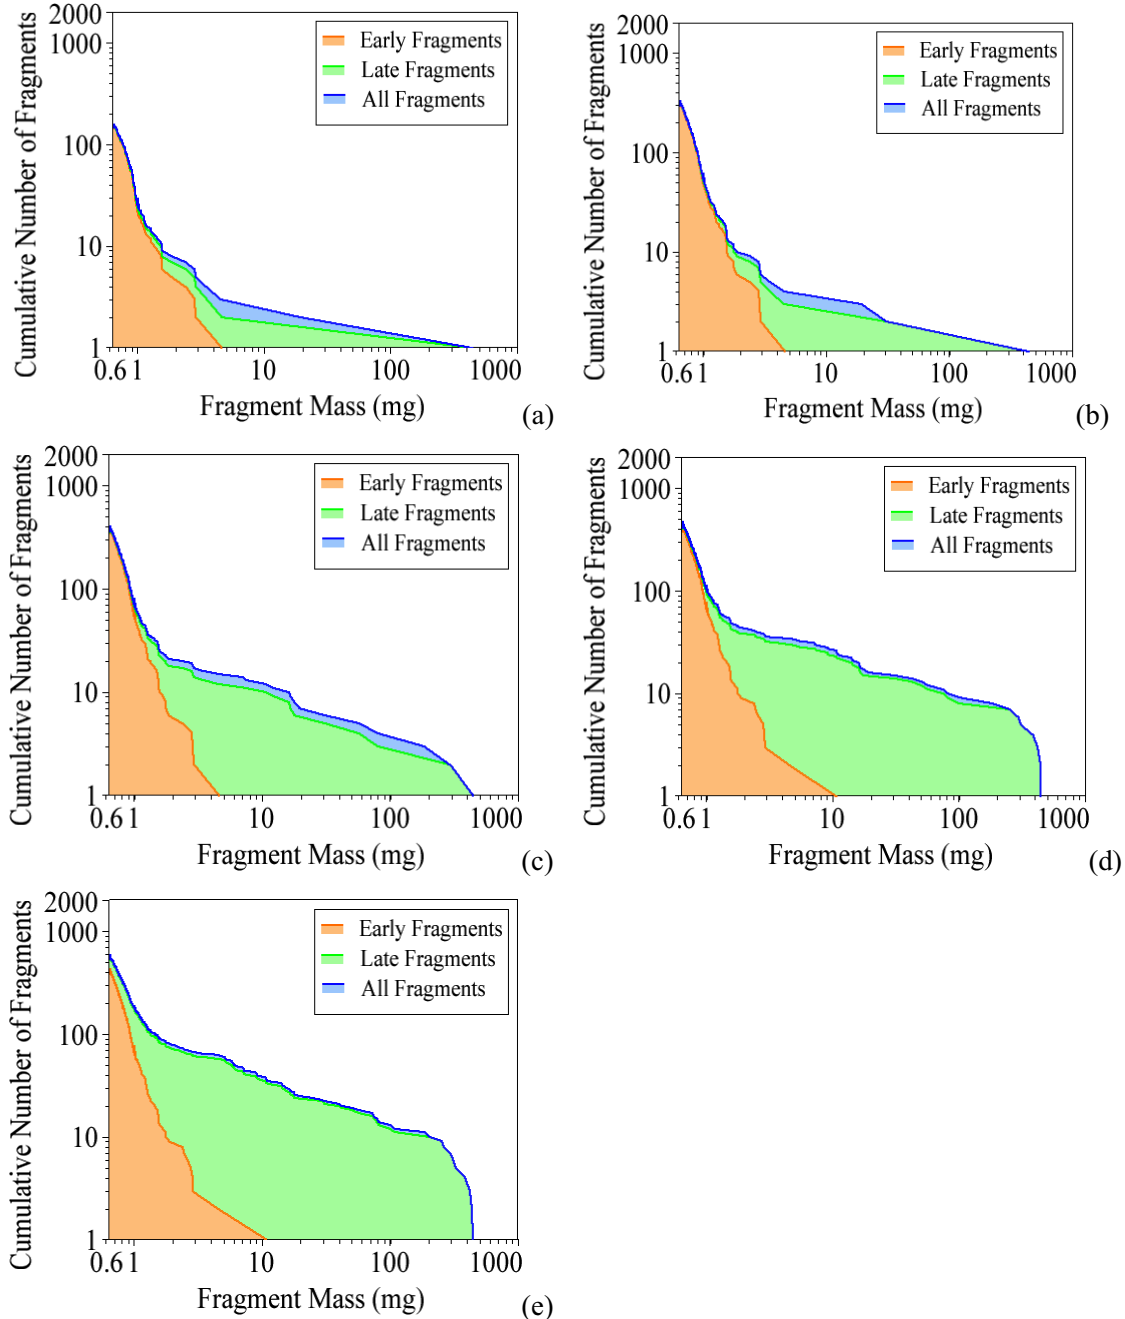 2000
1000
100
10
1
Cumulative Number of Fragments
Early Fragments
Late Fragments
All Fragments
0.6 1 10 100 1000
Fragment Mass (mg)
(a)
2000
1000
100
10
1
Cumulative Number of Fragments
Early Fragments
Late Fragments
All Fragments
0.6 1 10 100 1000
Fragment Mass (mg)
(b)
2000
1000
100
10
1
Cumulative Number of Fragments
Early Fragments
Late Fragments
All Fragments
0.6 1 10 100 1000
Fragment Mass (mg)
(c)
2000
1000
100
10
1
Cumulative Number of Fragments
Early Fragments
Late Fragments
All Fragments
0.6 1 10 100 1000
Fragment Mass (mg)
(d)
2000
1000
100
10
1
Cumulative Number of Fragments
Early Fragments
Late Fragments
All Fragments
0.6 1 10 100 1000
Fragment Mass (mg)
(e)